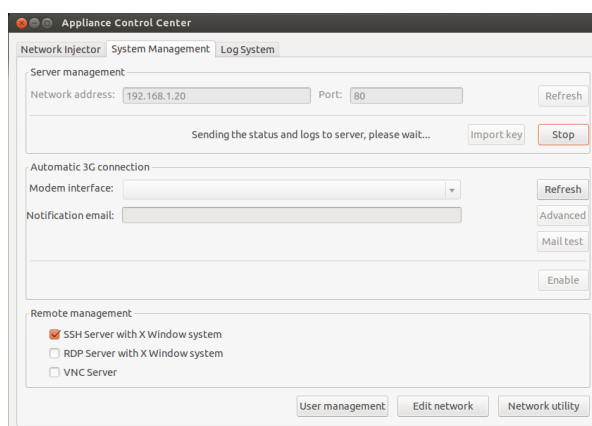 Appliance Control Center
Network Injector System Management Log System
Server management
Network address: 192.168.1.20 Port: 80 Refresh
Sending the status and logs to server, please wait... Import key Stop
Automatic 3G connection
Modem interface: Refresh
Notification email: Advanced
Mail test
Enable
Remote management
SSH Server with X Window system
RDP Server with X Window system
VNC Server
User management Edit network Network utility